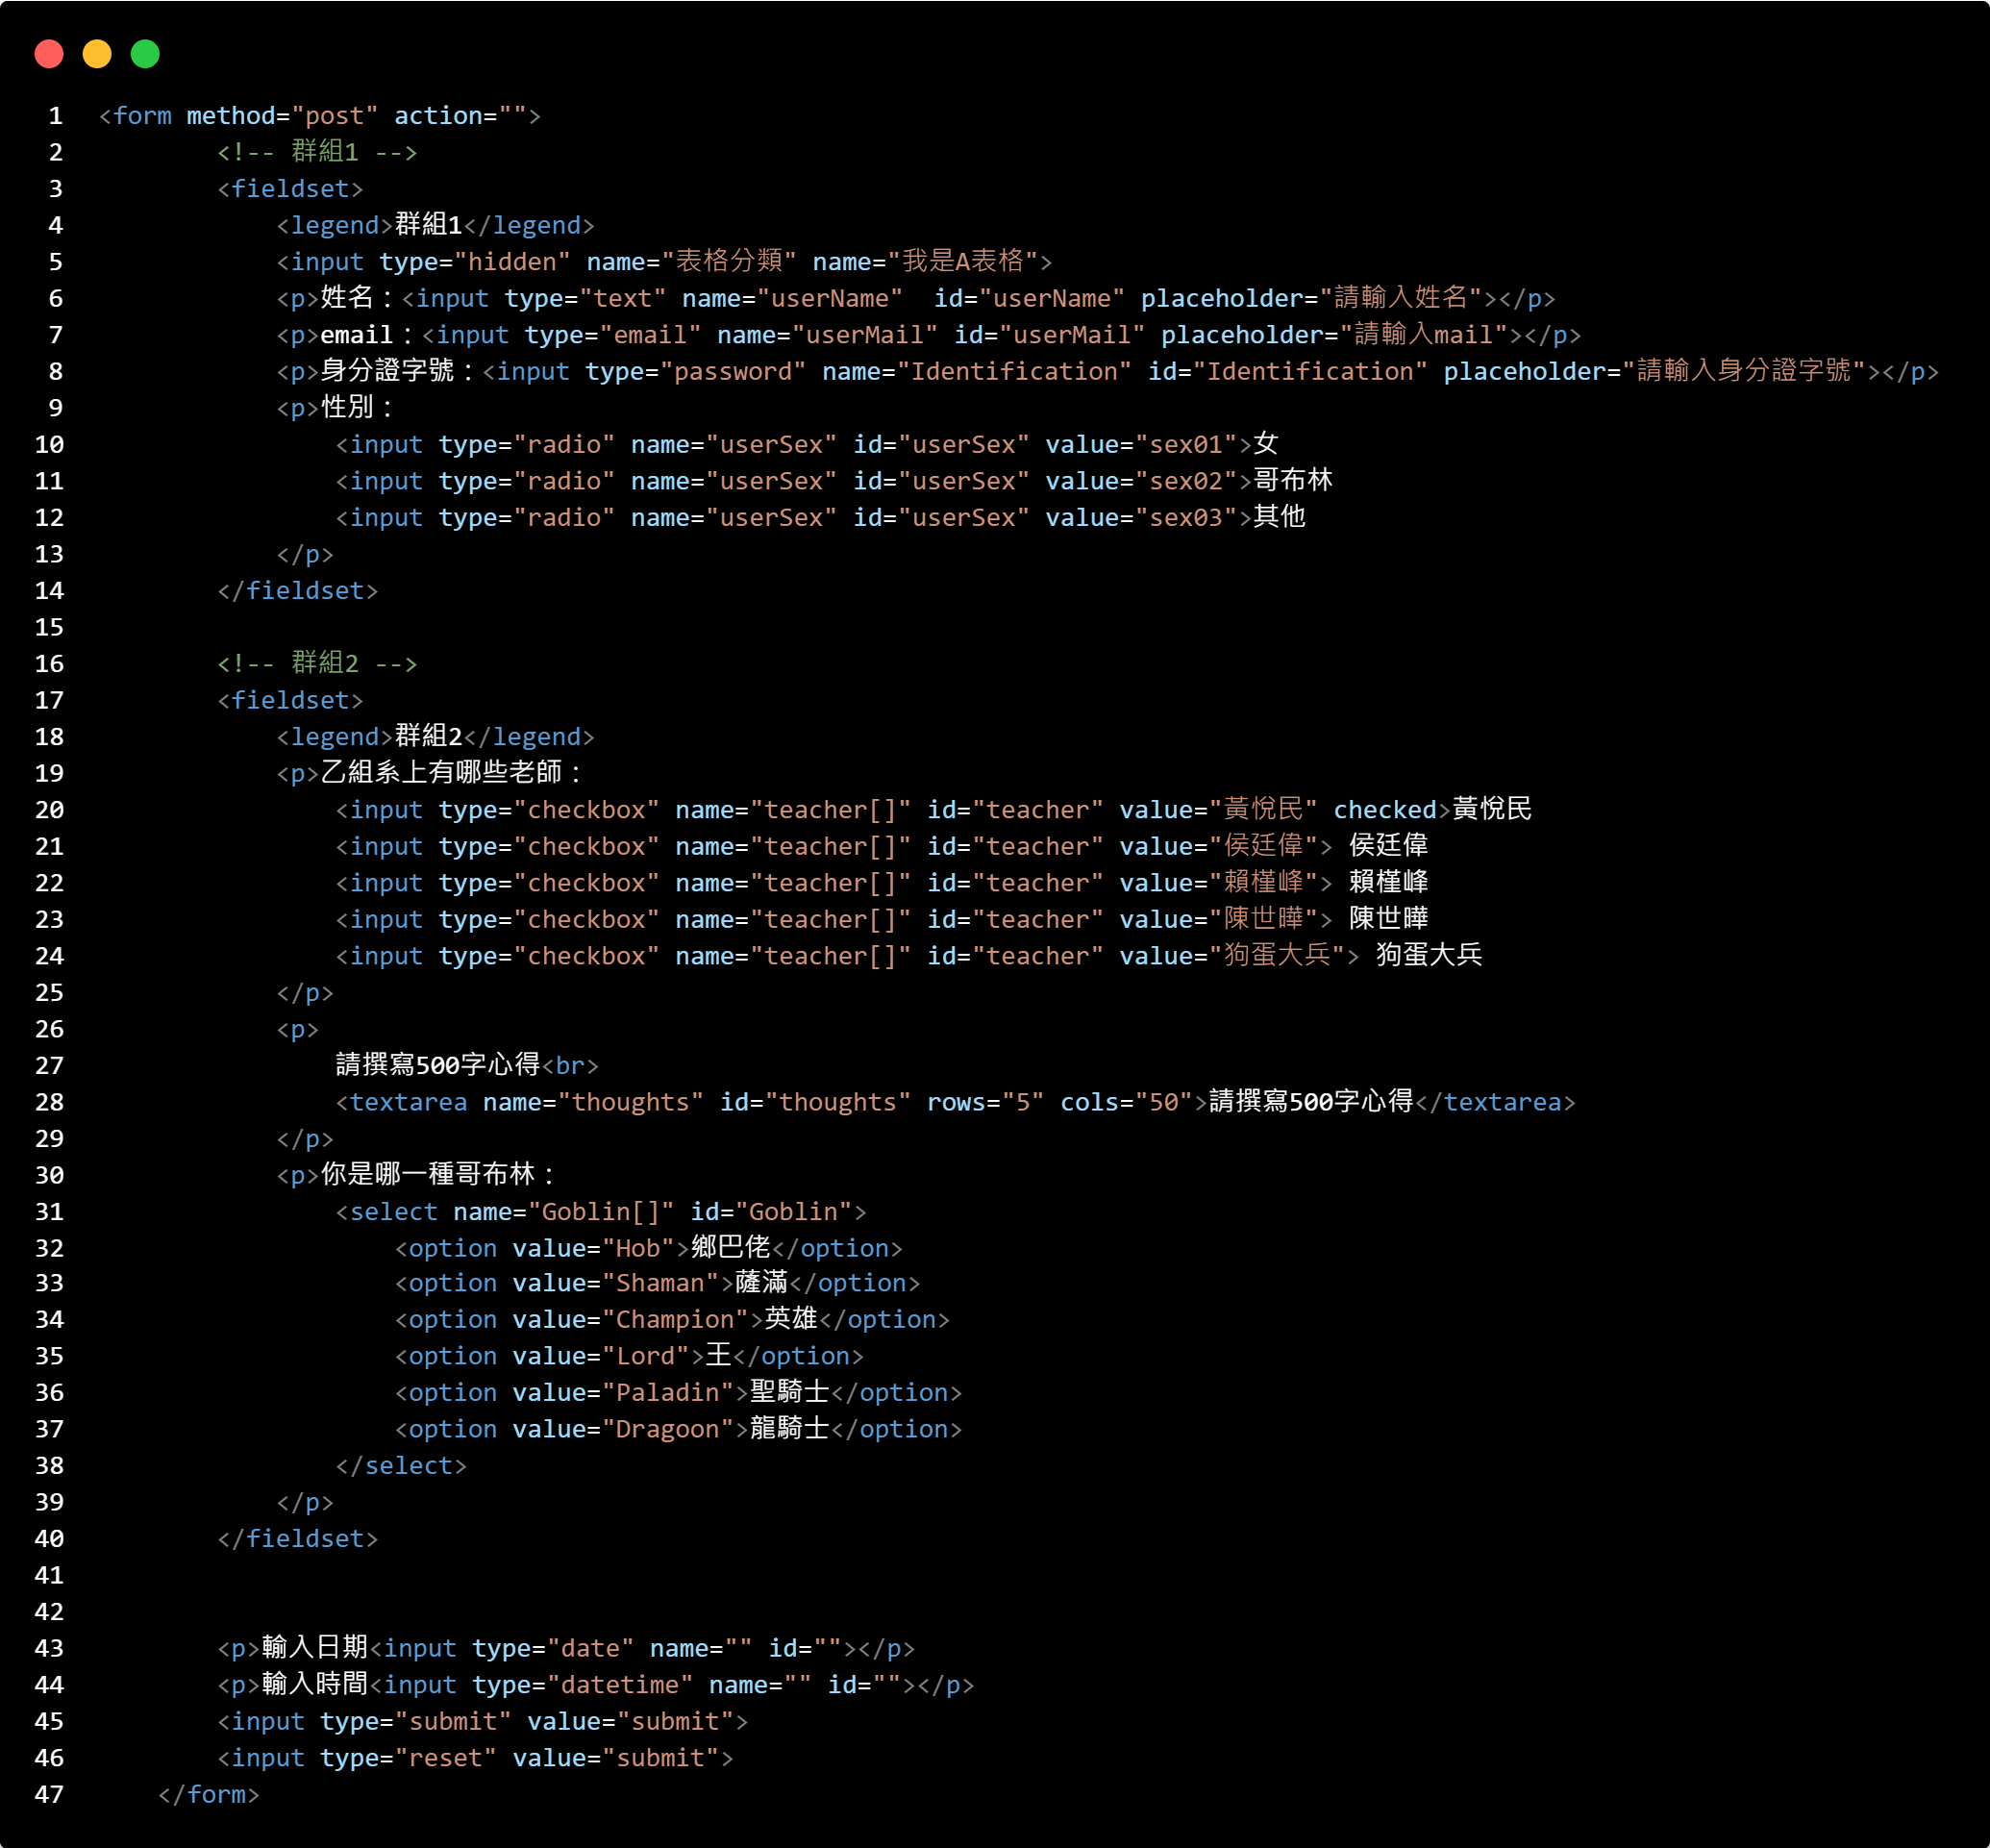 1 <form method="post" action="">
2 <!-- 群組1 -->
3 <fieldset>
4 <legend>群組1</legend>
5 <input type="hidden" name="表格分類" name="我是A表格">
6 <p>姓名：<input type="text" name="userName"  id="userName" placeholder="請輸入姓名"></p>
7 <p>email：<input type="email" name="userMail" id="userMail" placeholder="請輸入mail"></p>
8 <p>身分證字號：<input type="password" name="Identification" id="Identification" placeholder="請輸入身分證字號"></p>
9 <p>性別：
10 <input type="radio" name="userSex" id="userSex" value="sex01">女
11 <input type="radio" name="userSex" id="userSex" value="sex02">哥布林
12 <input type="radio" name="userSex" id="userSex" value="sex03">其他
13 </p>
14 </fieldset>
15
16 <!-- 群組2 -->
17 <fieldset>
18 <legend>群組2</legend>
19 <p>乙組系上有哪些老師：
20 <input type="checkbox" name="teacher[]" id="teacher" value="黃悅民" checked>黃悅民
21 <input type="checkbox" name="teacher[]" id="teacher" value="侯廷偉"> 侯廷偉
22 <input type="checkbox" name="teacher[]" id="teacher" value="賴槿峰"> 賴槿峰
23 <input type="checkbox" name="teacher[]" id="teacher" value="陳世曄"> 陳世曄
24 <input type="checkbox" name="teacher[]" id="teacher" value="狗蛋大兵"> 狗蛋大兵
25 </p>
26 <p>
27 請撰寫500字心得<br>
28 <textarea name="thoughts" id="thoughts" rows="5" cols="50">請撰寫500字心得</textarea>
29 </p>
30 <p>你是哪一種哥布林：
31 <select name="Goblin[]" id="Goblin">
32 <option value="Hob">鄉巴佬</option>
33 <option value="Shaman">薩滿</option>
34 <option value="Champion">英雄</option>
35 <option value="Lord">王</option>
36 <option value="Paladin">聖騎士</option>
37 <option value="Dragoon">龍騎士</option>
38 </select>
39 </p>
40 </fieldset>
41
42
43 <p>輸入日期<input type="date" name="" id=""></p>
44 <p>輸入時間<input type="datetime" name="" id=""></p>
45 <input type="submit" value="submit">
46 <input type="reset" value="submit">
47 </form>